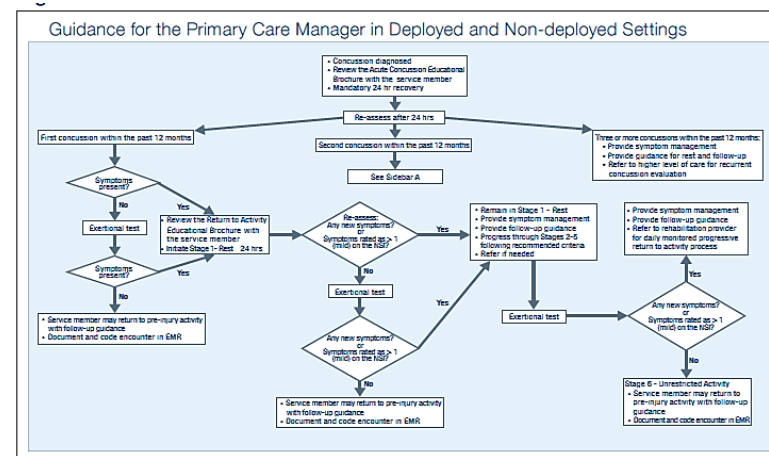 Guidance for the Primary Care Manager in Deployed and Non-deployed Settings
• Concussion diagnosed
• Review the Acute Concussion Educational
Brochure with the service member
• Mandatory 24 hr recovery
Re-assess after 24 hrs
First concussion within the past 12 months
Second concussion within the past 12 months
Three or more concussions within the past 12 months:
• Provide symptom management
• Provide guidance for rest and follow-up
• Refer to higher level of care for recurrent
concussion evaluation
See Sidebar A
Symptoms
present?
Yes
No
Exertional test
Symptoms
present?
Yes
No
• Service member may return to pre-injury activity
with follow-up guidance
• Document and code encounter in EMR
• Review the Return to Activity
Educational Brochure with
the service member
• Initiate Stage 1- Rest 24 hrs
Re-assess:
Any new symptoms?
or
Symptoms rated as > 1
(mild) on the NSI?
Yes
No
Exertional test
Any new symptoms?
or
Symptoms rated as > 1
(mild) on the NSI?
Yes
No
• Service member may return to pre-injury activity
with follow-up guidance
• Document and code encounter in EMR
• Remain in Stage 1 - Rest
• Provide symptom management
• Provide follow-up guidance
• Progress through Stages 2-5
following recommended criteria
• Refer if needed
Exertional test
• Provide symptom management
• Provide follow-up guidance
• Refer to rehabilitation provider
for daily monitored progressive
return to activity process
Yes
Any new symptoms?
or
Symptoms rated as > 1
(mild) on the NSI?
No
Stage 6 - Unrestricted Activity
• Service member may return to
pre-injury activity with follow-up
guidance
• Document and code encounter in EMR